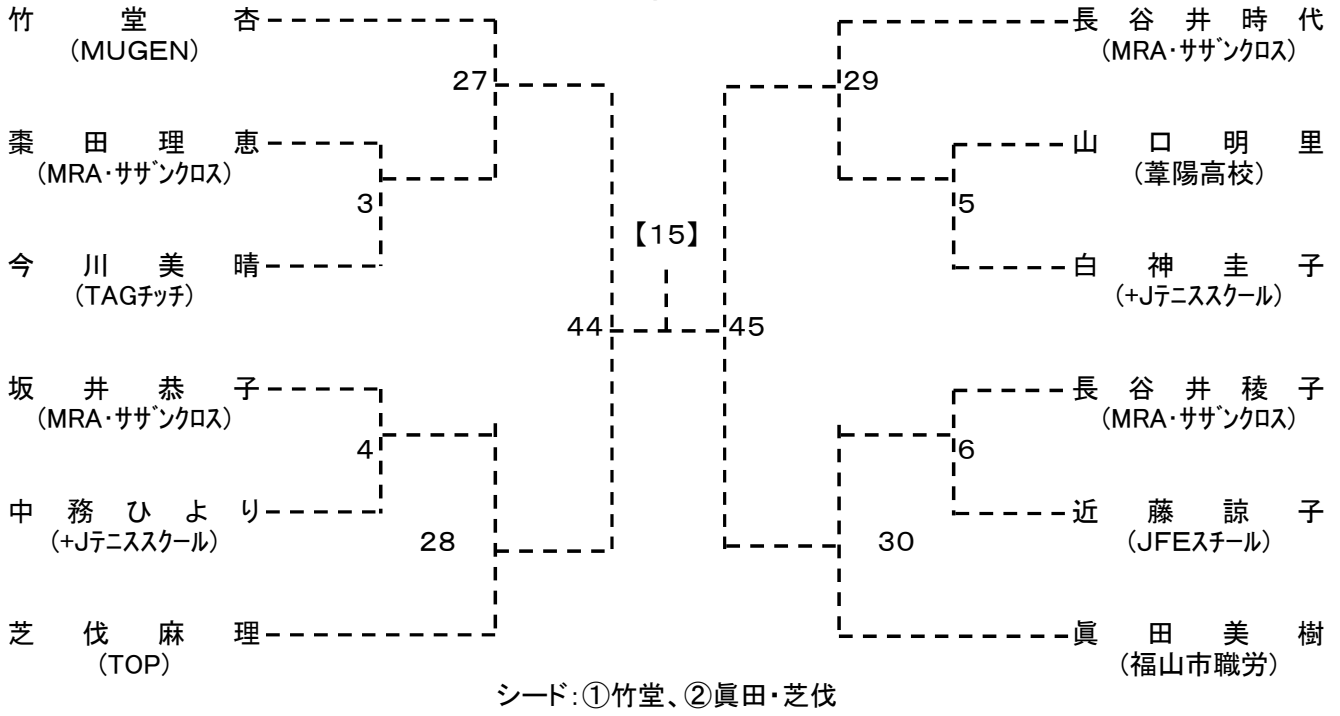 竹堂杏
(MUGEN)
27
棗田理恵
(MRA・サザンクロス)
3
今川美晴
(TAGチッチ)
44
坂井恭子
(MRA・サザンクロス)
4
中務ひより
(+Jテニススクール)
28
芝伐麻理
(TOP)
【15】
長谷井時代
(MRA・サザンクロス)
29
山口明里
(葦陽高校)
5
白神圭子
(+Jテニススクール)
45
長谷井稜子
(MRA・サザンクロス)
6
近藤諒子
(JFEスチール)
30
眞田美樹
(福山市職労)
シード:①竹堂、②眞田・芝伐